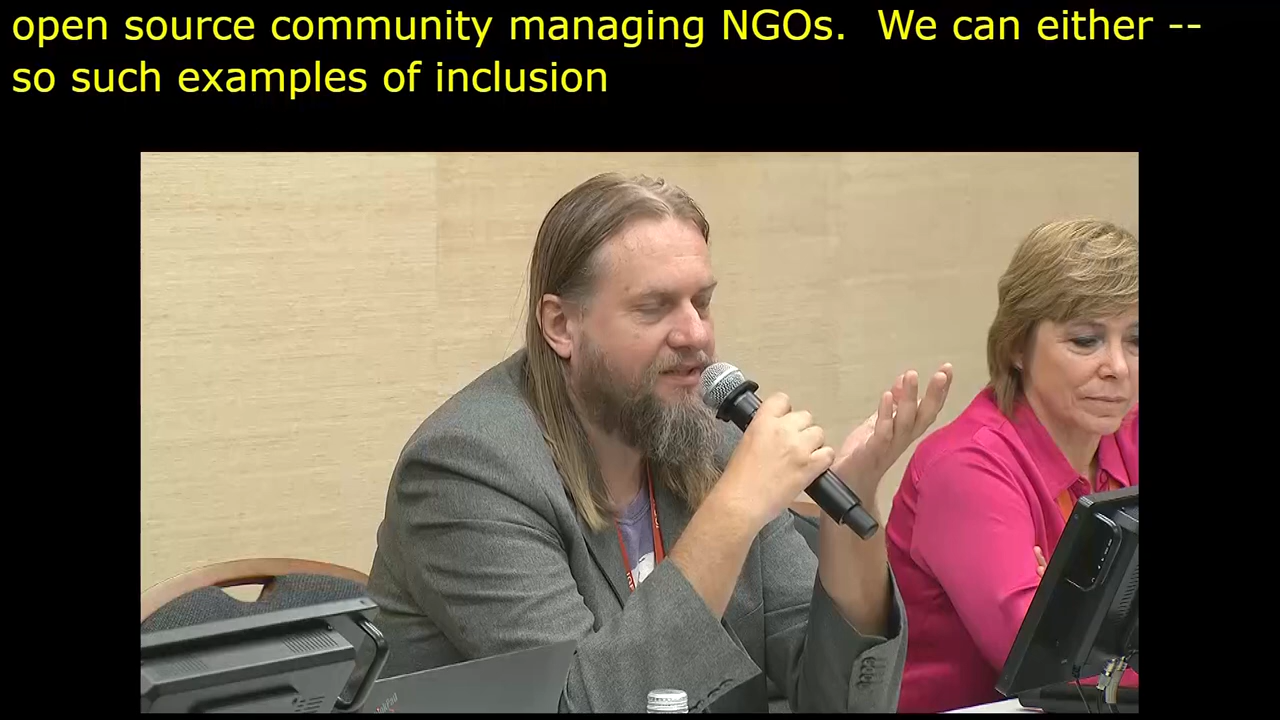 open source community managing NGOs.  We can either --
so such examples of inclusion